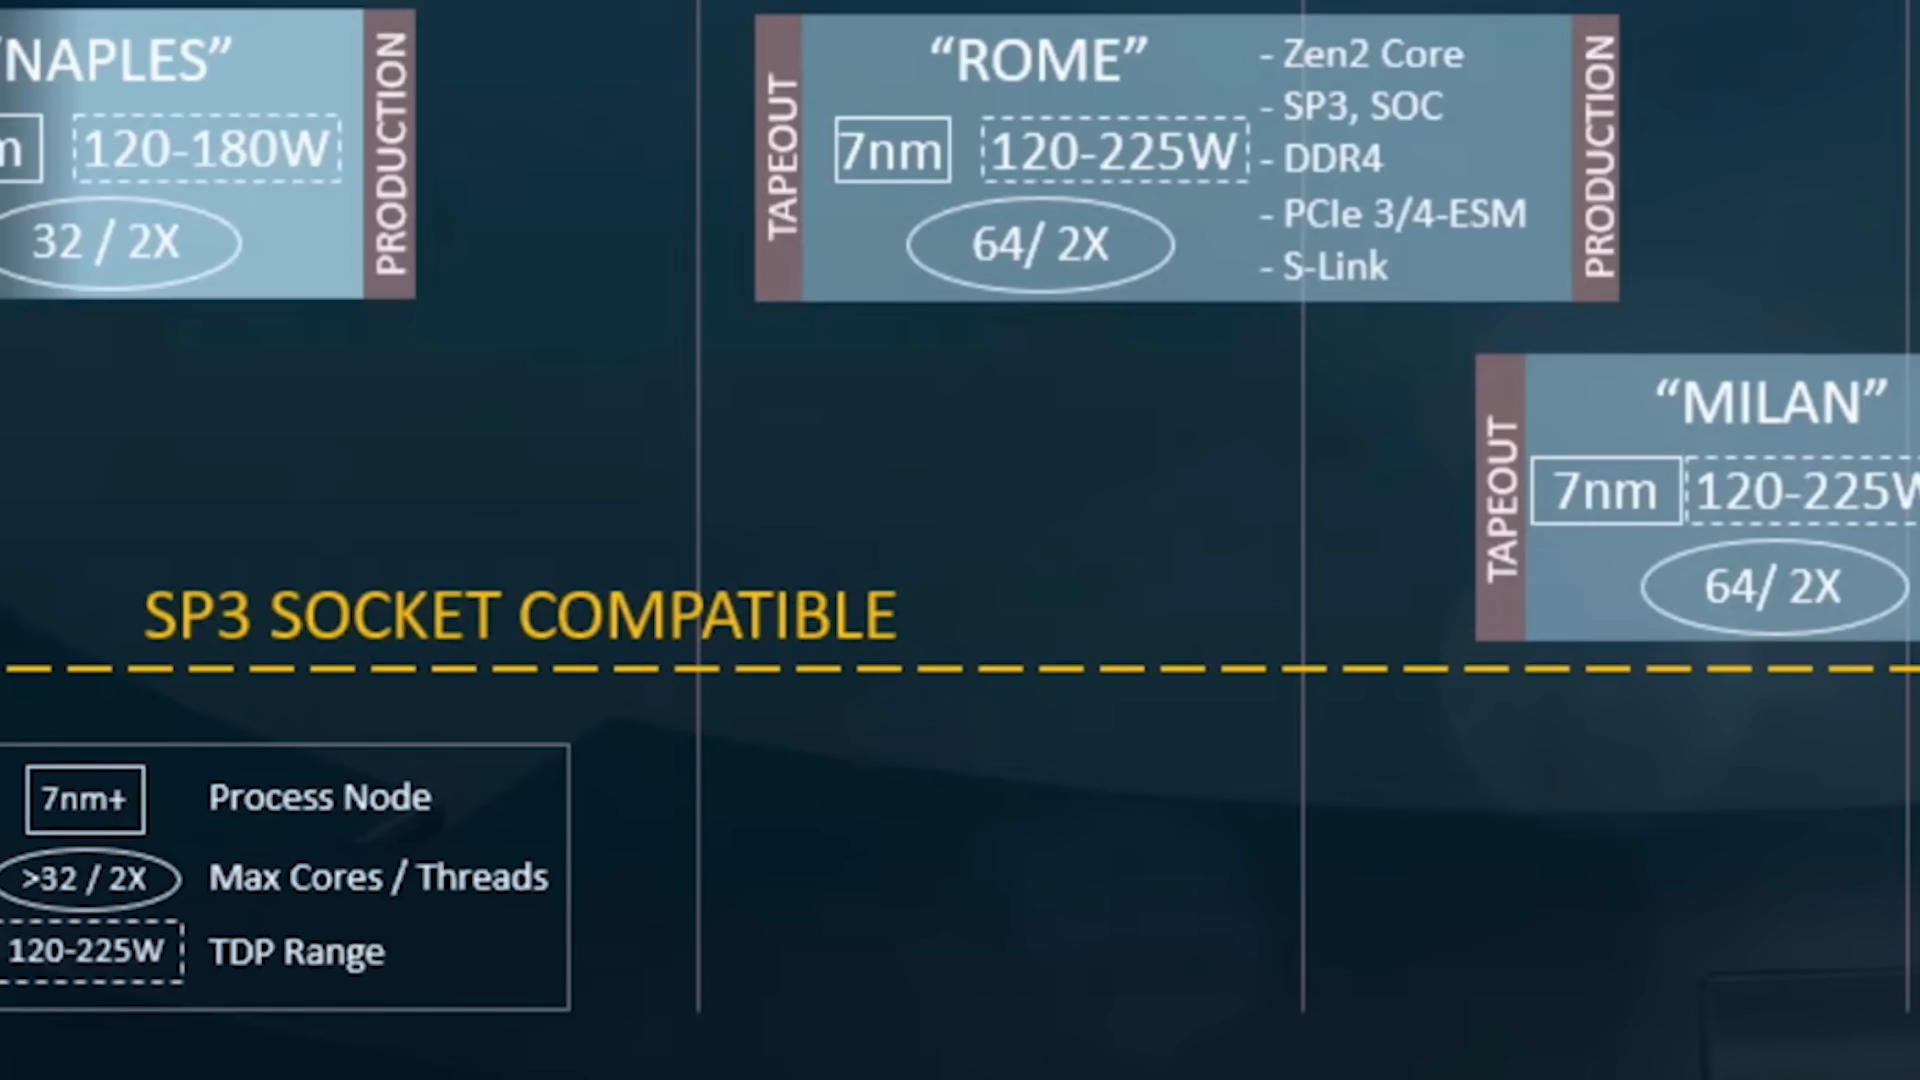 NAPLES”
120-180W
32 / 2X
PRODUCTION
TAPEOUT
“ROME”
7nm
120-225W
64/ 2X
- Zen2 Core
- SP3, SOC
- DDR4
- PCIe 3/4-ESM
- S-Link
PRODUCTION
TAPEOUT
“MILAN”
7nm
120-225W
64/ 2X
SP3 SOCKET COMPATIBLE
7nm+ Process Node
>32 / 2X Max Cores / Threads
120-225W TDP Range